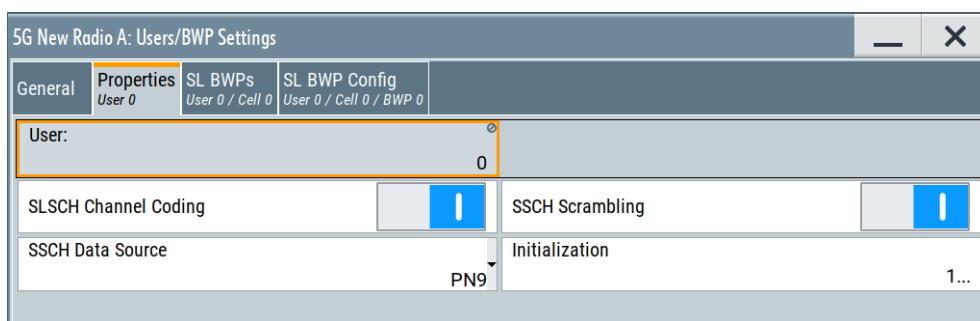 5G New Radio A: Users/BWP Settings
General
Properties
User 0
SL BWPs
User 0 / Cell 0
SL BWP Config
User 0 / Cell 0 / BWP 0
User:
0
SLSCH Channel Coding
SSCH Scrambling
SSCH Data Source
PN9
Initialization
1...